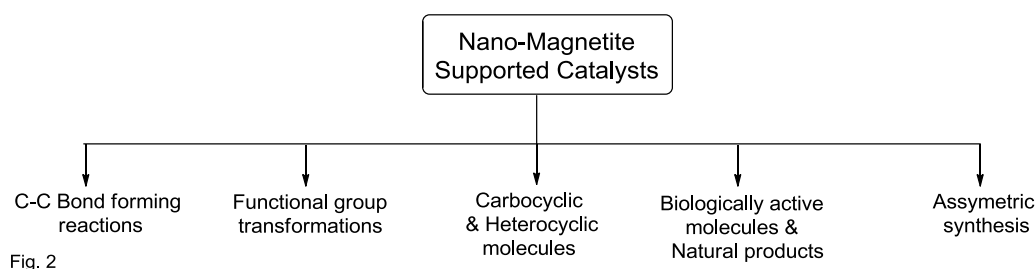 Nano-Magnetite
Supported Catalysts
C-C Bond forming
reactions
Functional group
transformations
Carbocyclic
& Heterocyclic
molecules
Biologically active
molecules &
Natural products
Assymetric
synthesis
Fig. 2